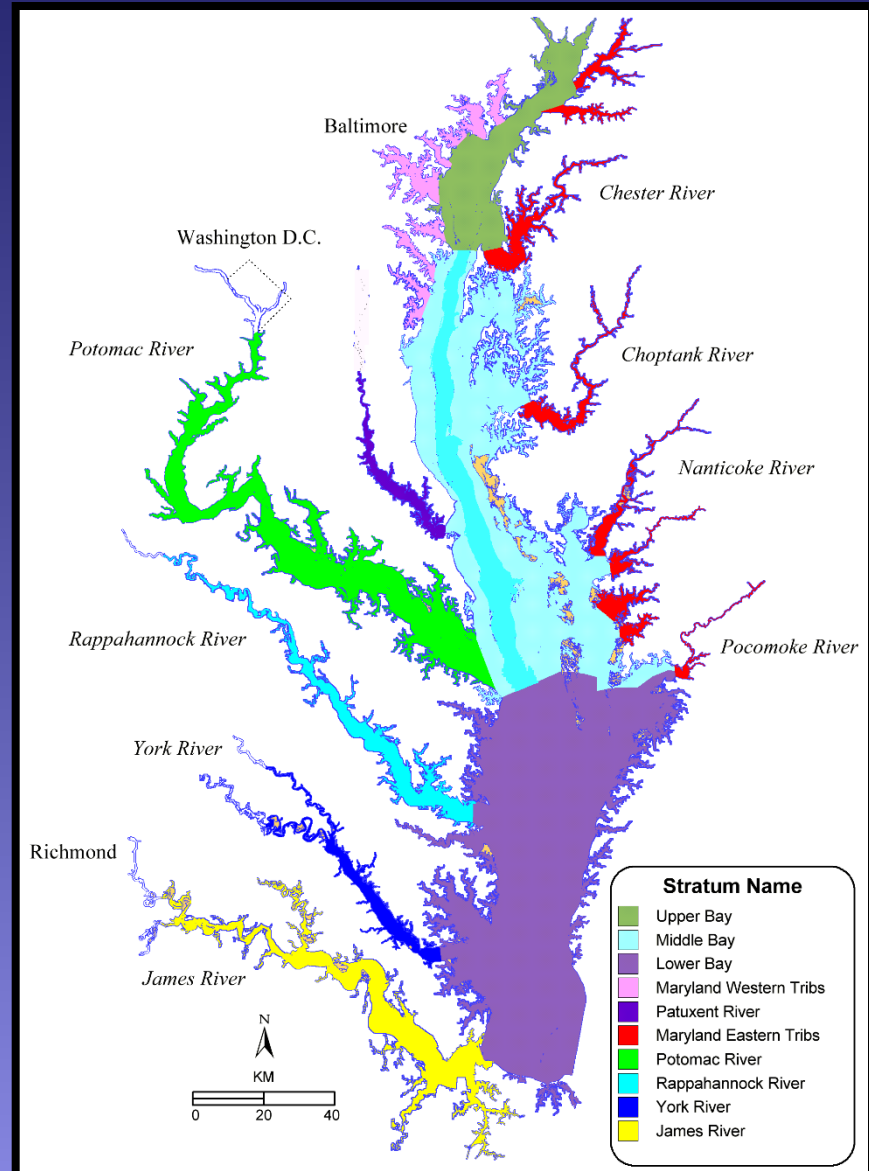 Baltimore
Chester River
Washington D.C.
Potomac River
Choptank River
Nanticoke River
Rappahannock River
Pocomoke River
York River
Richmond
James River
N
KM
0 20 40
Stratum Name
Upper Bay
Middle Bay
Lower Bay
Maryland Western Tribs
Patuxent River
Maryland Eastern Tribs
Potomac River
Rappahannock River
York River
James River